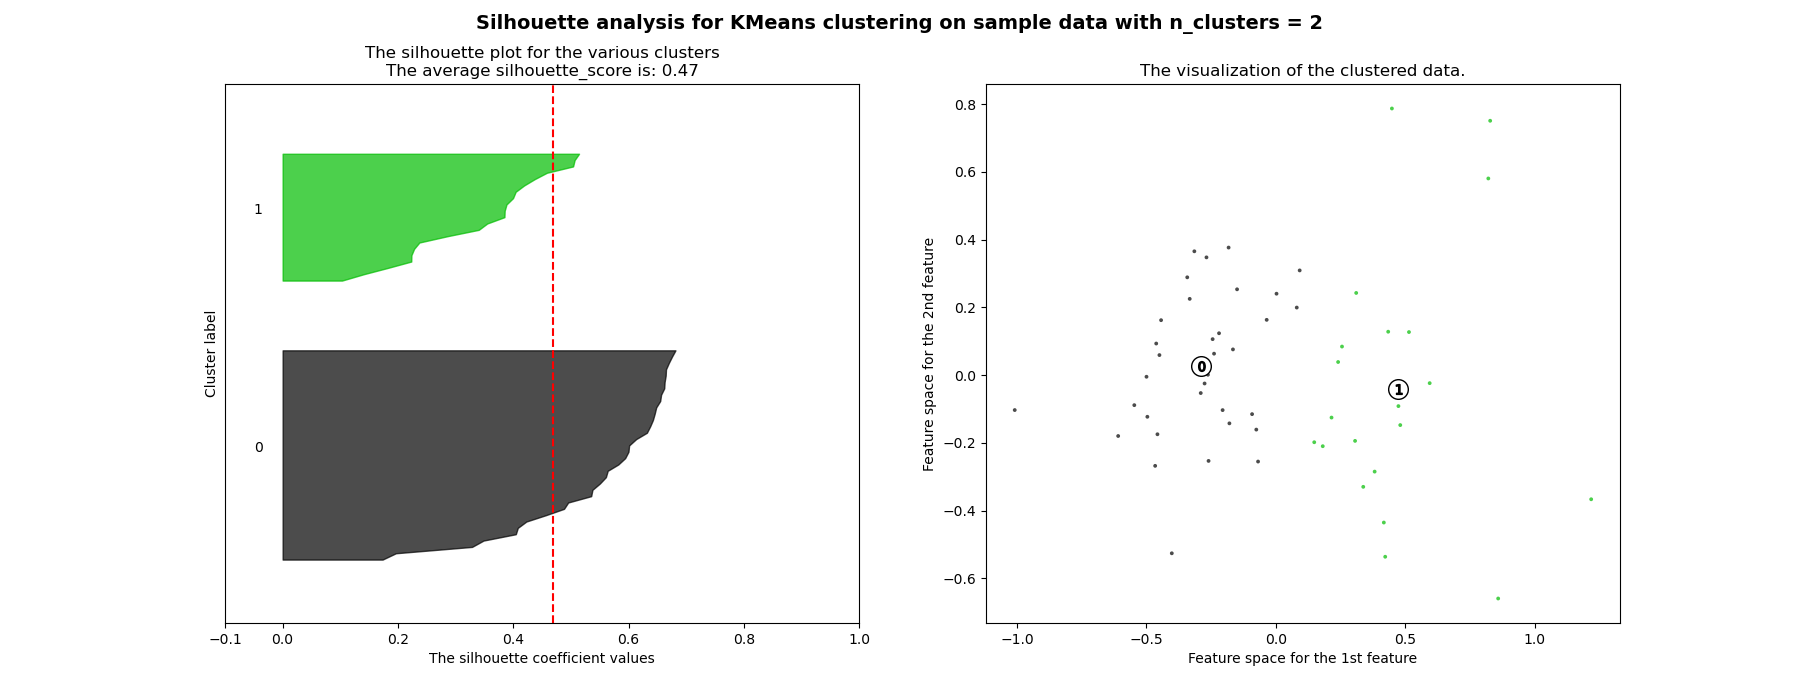 Silhouette analysis for KMeans clustering on sample data with n_clusters = 2
The silhouette plot for the various clusters
The average silhouette_score is: 0.47
1
0
Cluster label
−0.1 0.0 0.2 0.4 0.6 0.8 1.0
The silhouette coefficient values
The visualization of the clustered data.
0.8
0.6
0.4
0.2
0.0
−0.2
−0.4
−0.6
Feature space for the 2nd feature
0
1
−1.0 −0.5 0.0 0.5 1.0
Feature space for the 1st feature